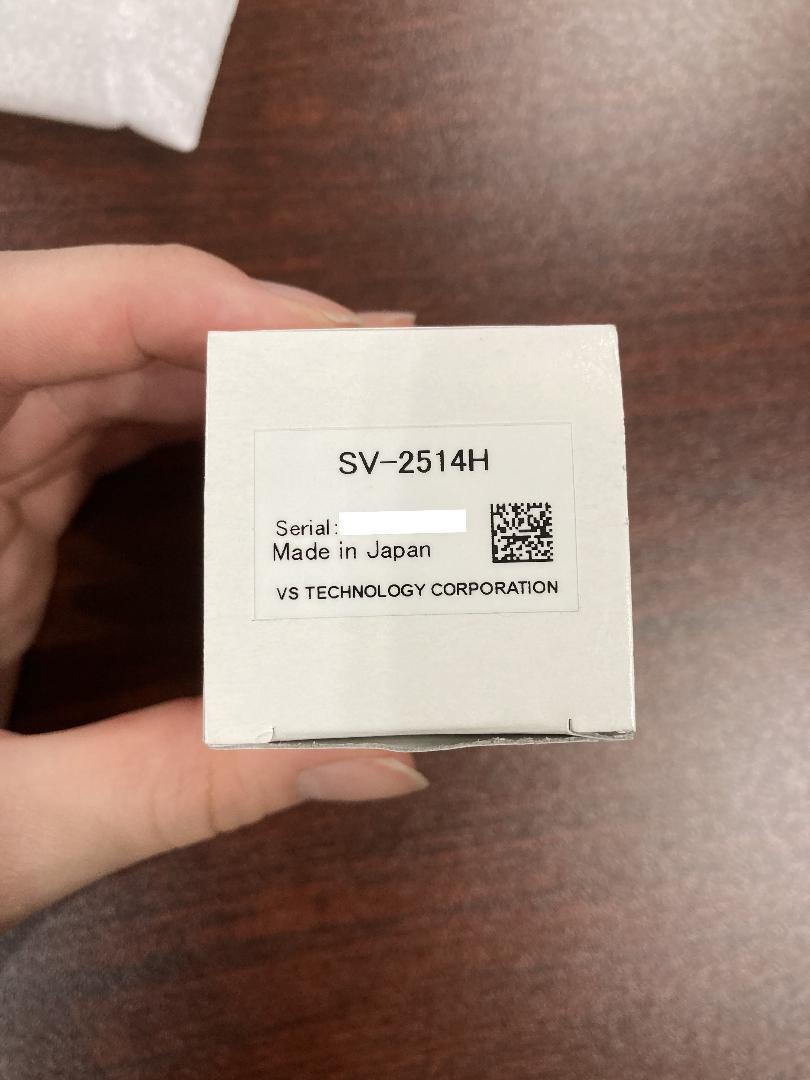 SV-2514H
Serial:
Made in Japan
VS TECHNOLOGY CORPORATION